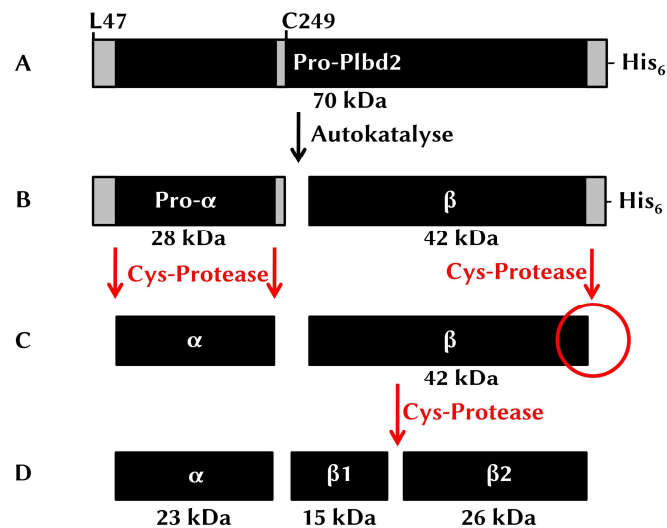 L47 C249
A Pro-Plbd2 His₆
70 kDa
Autokatalyse
B Pro-α β His₆
28 kDa 42 kDa
Cys-Protease Cys-Protease
C α β
42 kDa
Cys-Protease
D α β1 β2
23 kDa 15 kDa 26 kDa